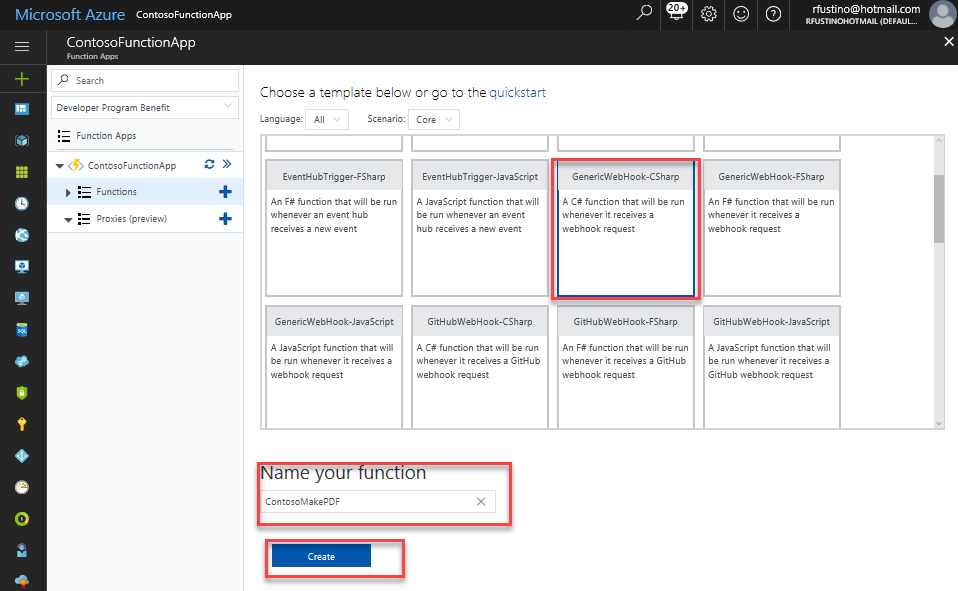 Microsoft Azure ContosoFunctionApp
20+
rfustino@hotmail.com
RFUSTINOHOTMAIL (DEFAUL...
ContosoFunctionApp
Function Apps
Search
Developer Program Benefit
Function Apps
ContosoFunctionApp
Functions
Proxies (preview)
Choose a template below or go to the quickstart
Language: All Scenario: Core
EventHubTrigger-FSharp
An F# function that will be run
whenever an event hub
receives a new event
EventHubTrigger-JavaScript
A JavaScript function that will
be run whenever an event
hub receives a new event
GenericWebHook-CSharp
A C# function that will be run
whenever it receives a
webhook request
GenericWebHook-FSharp
An F# function that will be run
whenever it receives a
webhook request
GenericWebHook-JavaScript
A JavaScript function that will
be run whenever it receives a
webhook request
GitHubWebHook-CSharp
A C# function that will be run
whenever it receives a GitHub
webhook request
GitHubWebHook-FSharp
An F# function that will be run
whenever it receives a GitHub
webhook request
GitHubWebHook-JavaScript
A JavaScript function that will
be run whenever it receives a
GitHub webhook request
Name your function
ContosoMakePDF
Create